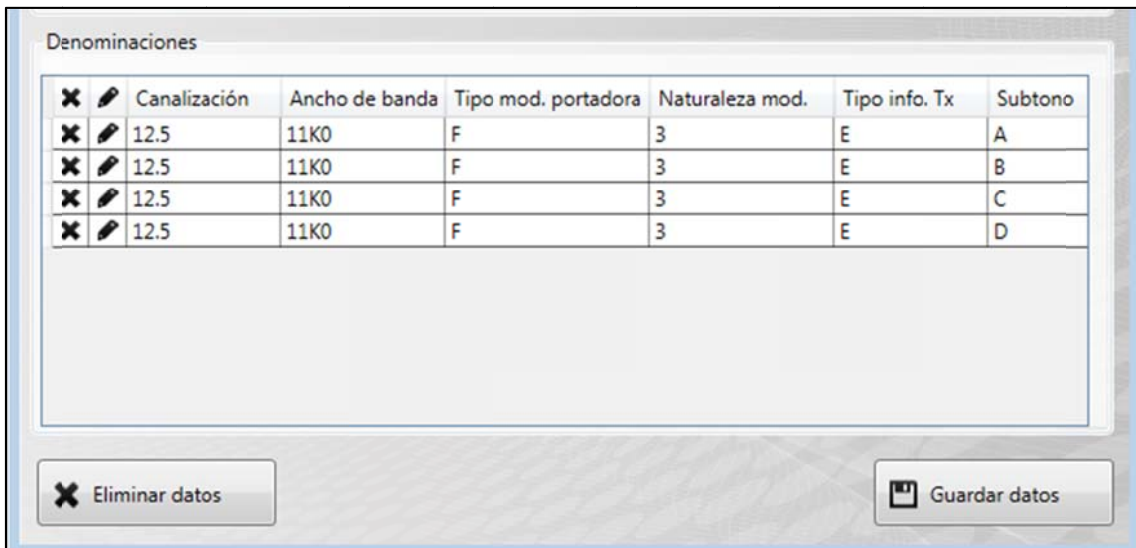 Denominaciones
Canalización Ancho de banda Tipo mod. portadora Naturaleza mod. Tipo info. Tx Subtono
12.5 11K0 F 3 E A
12.5 11K0 F 3 E B
12.5 11K0 F 3 E C
12.5 11K0 F 3 E D
Eliminar datos Guardar datos